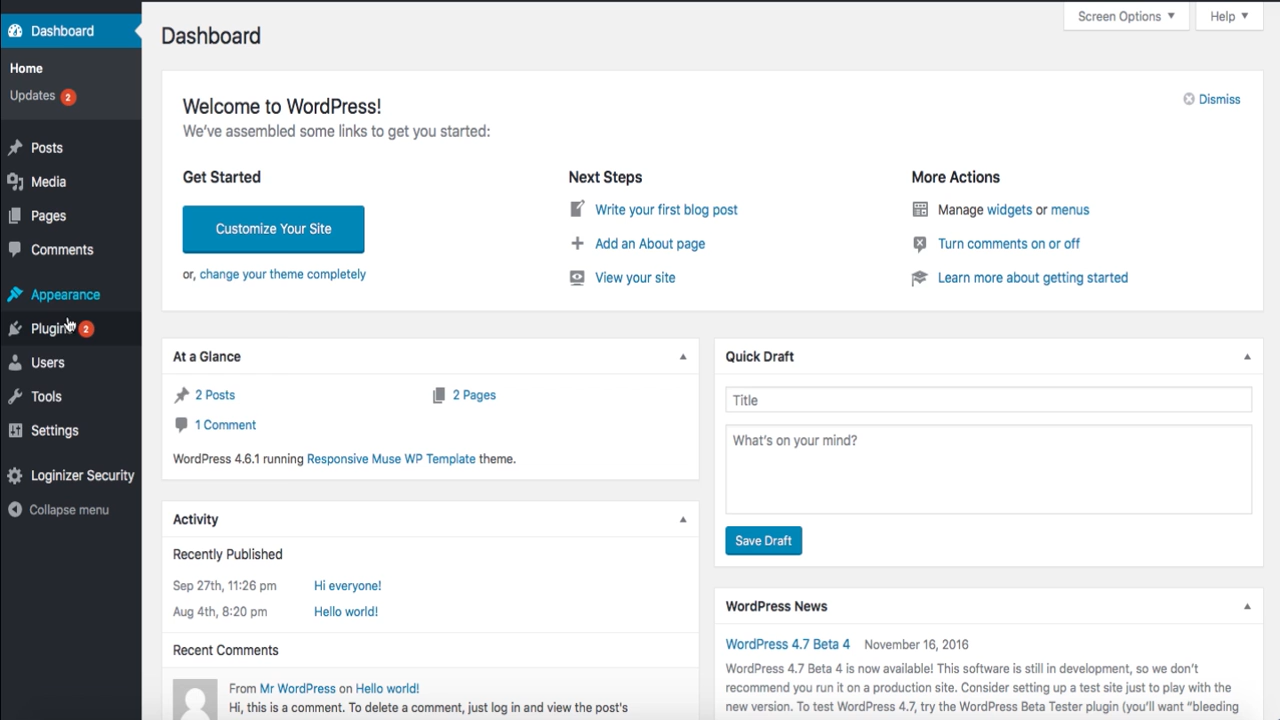 Dashboard
Home
Updates 2
Posts
Media
Pages
Comments
Appearance
2
Users
Tools
Settings
Loginizer Security
Collapse menu
Screen Options
Help
Dashboard
Welcome to WordPress!
We've assembled some links to get you started:
Dismiss
Get Started
Customize Your Site
or, change your theme completely
Next Steps
Write your first blog post
Add an About page
View your site
More Actions
Manage widgets or menus
Turn comments on or off
Learn more about getting started
At a Glance
2 Posts
2 Pages
1 Comment
WordPress 4.6.1 running Responsive Muse WP Template theme.
Activity
Recently Published
Sep 27th, 11:26 pm Hi everyone!
Aug 4th, 8:20 pm Hello world!
Recent Comments
From Mr WordPress on Hello world!
Hi, this is a comment. To delete a comment, just log in and view the post's
Quick Draft
Title
What's on your mind?
Save Draft
WordPress News
WordPress 4.7 Beta 4 November 16, 2016
WordPress 4.7 Beta 4 is now available! This software is still in development, so we don't
recommend you run it on a production site. Consider setting up a test site just to play with the
new version. To test WordPress 4.7, try the WordPress Beta Tester plugin (you'll want "bleeding